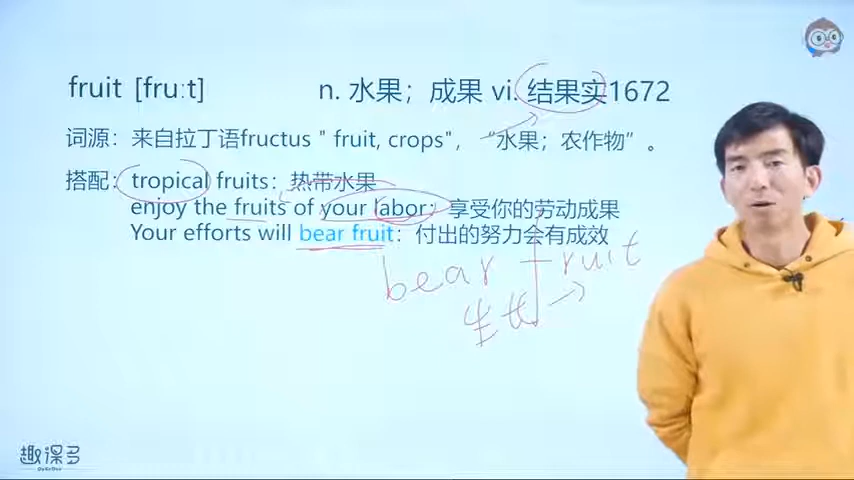 fruit [fru:t] n. 水果；成果 vi. 结果实1672
词源：来自拉丁语fructus " fruit, crops"，“水果；农作物”。
搭配：tropical fruits：热带水果
enjoy the fruits of your labor：享受你的劳动成果
Your efforts will bear fruit：付出的努力会有成效
bear fruit
生
趣课多